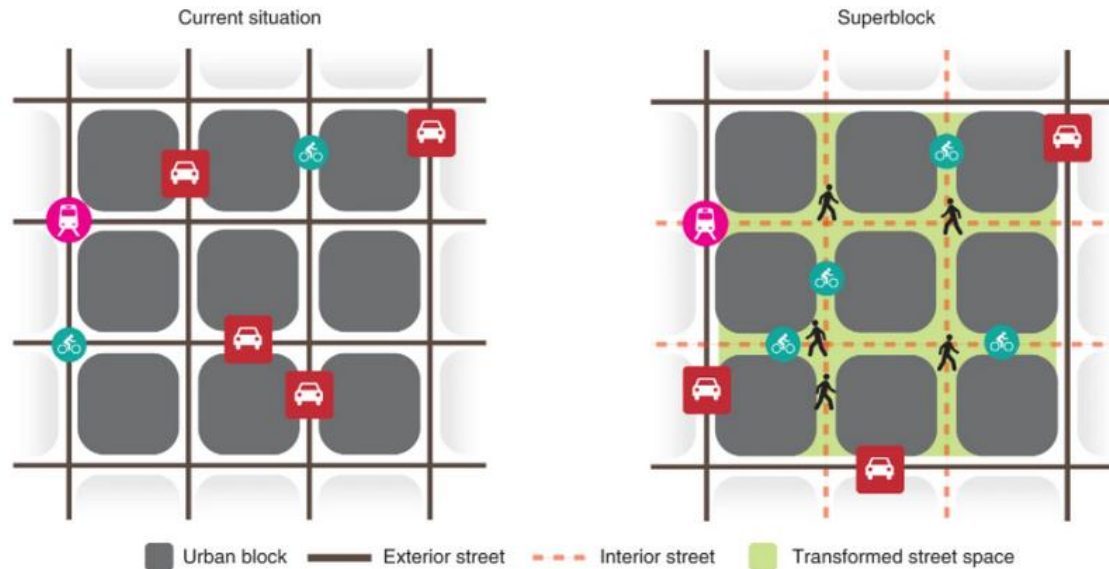 Current situation
Superblock
Urban block
Exterior street
Interior street
Transformed street space